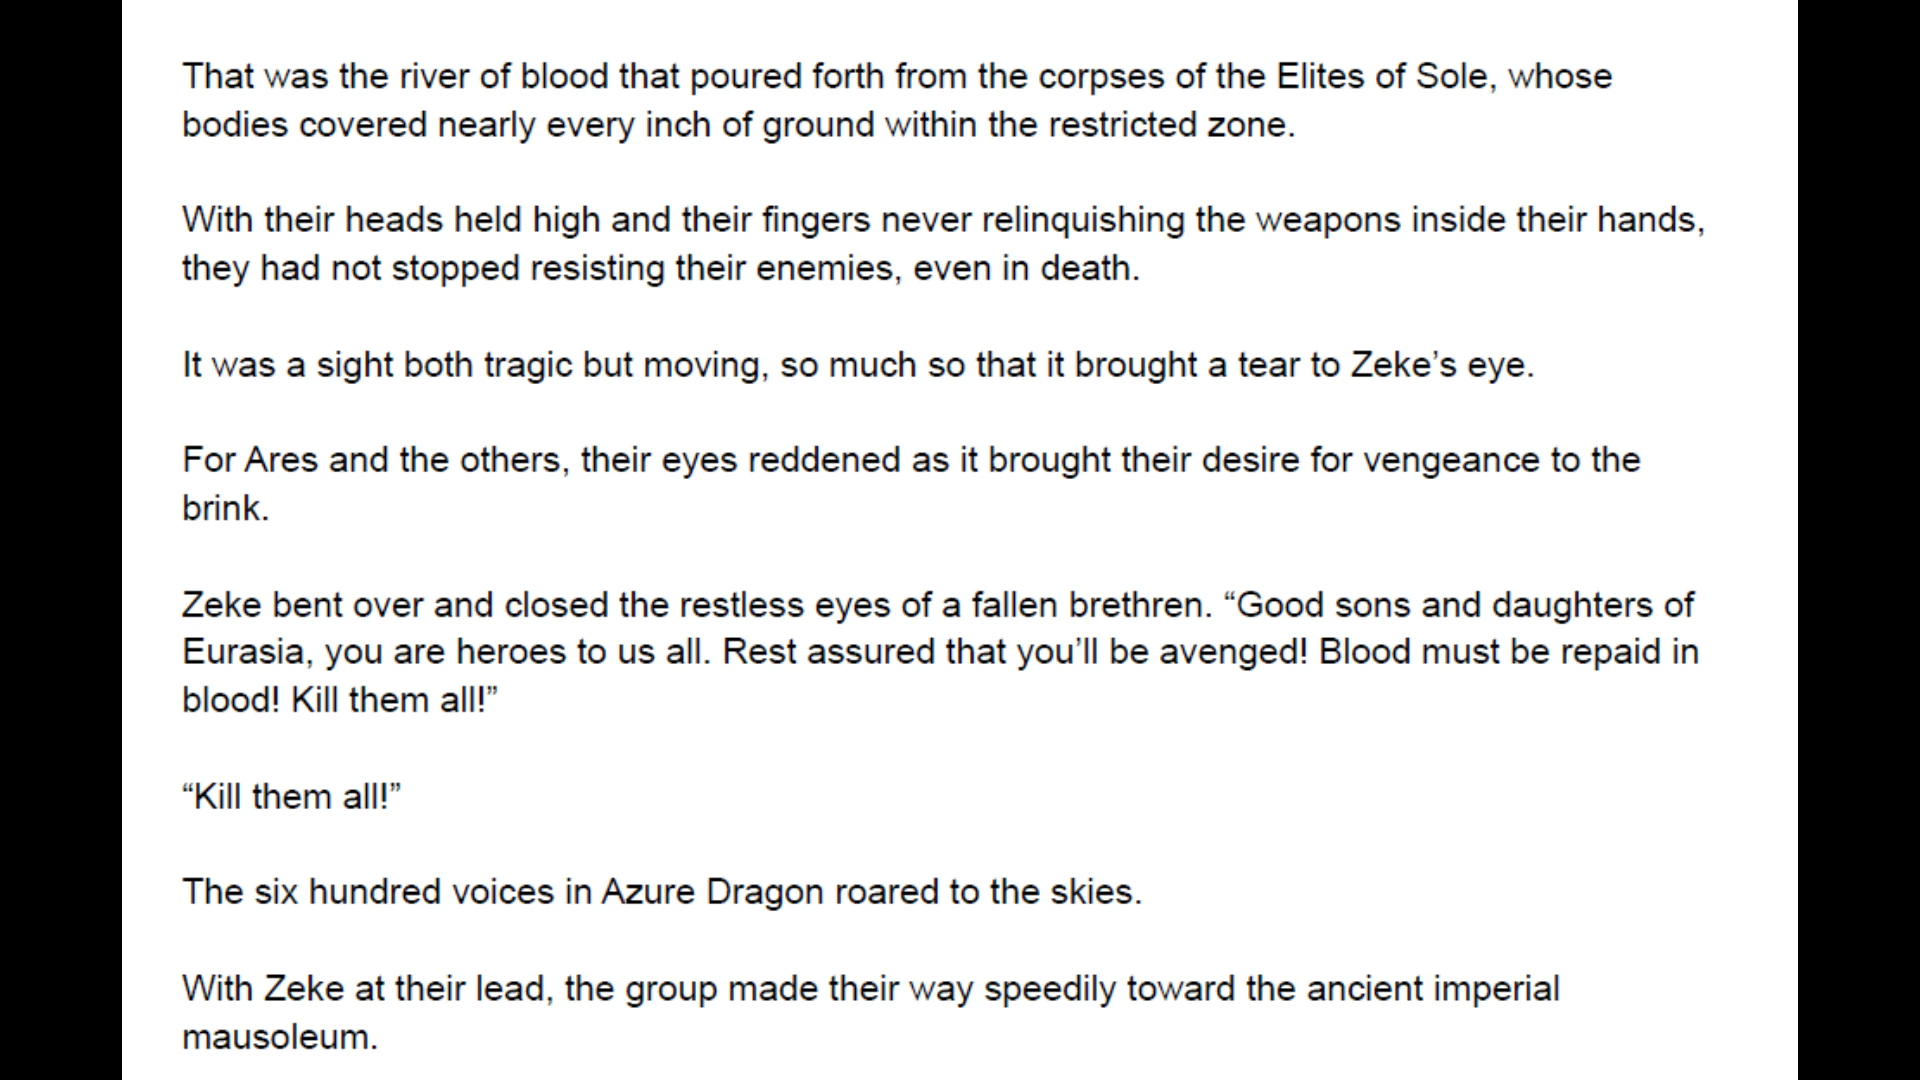 That was the river of blood that poured forth from the corpses of the Elites of Sole, whose
bodies covered nearly every inch of ground within the restricted zone.
With their heads held high and their fingers never relinquishing the weapons inside their hands,
they had not stopped resisting their enemies, even in death.
It was a sight both tragic but moving, so much so that it brought a tear to Zeke’s eye.
For Ares and the others, their eyes reddened as it brought their desire for vengeance to the
brink.
Zeke bent over and closed the restless eyes of a fallen brethren. “Good sons and daughters of
Eurasia, you are heroes to us all. Rest assured that you’ll be avenged! Blood must be repaid in
blood! Kill them all!”
“Kill them all!”
The six hundred voices in Azure Dragon roared to the skies.
With Zeke at their lead, the group made their way speedily toward the ancient imperial
mausoleum.